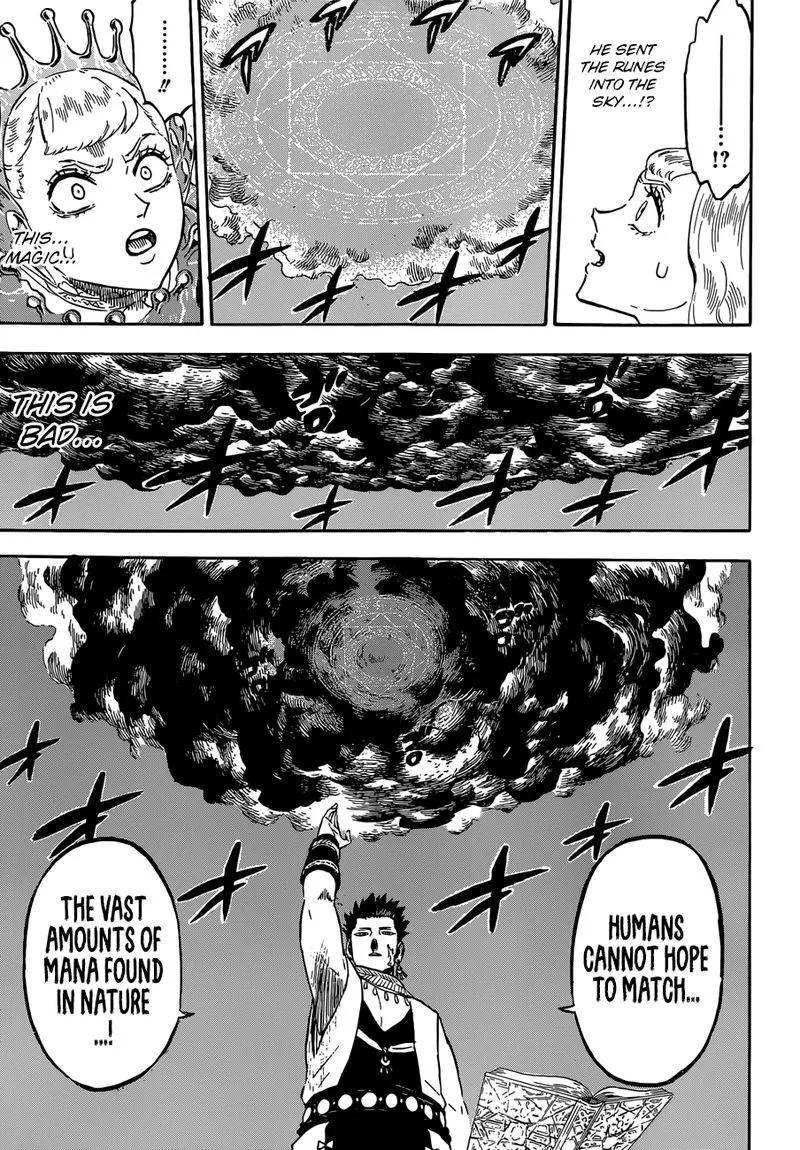 ....!?
HE SENT
THE RUNES
INTO THE
SKY...!?
...!!
THIS...
MAGIC...
THIS IS
BAD...
HUMANS
CANNOT HOPE
TO MATCH...
THE VAST
AMOUNTS OF
MANA FOUND
IN NATURE
...!